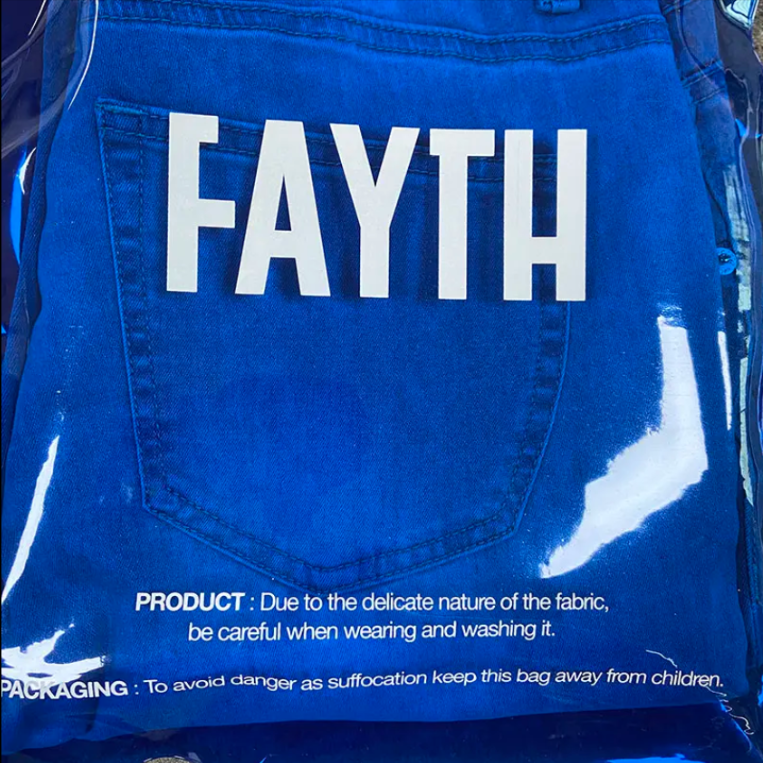 FAYTH
PRODUCT : Due to the delicate nature of the fabric,
be careful when wearing and washing it.
PACKAGING : To avoid danger as suffocation keep this bag away from children.